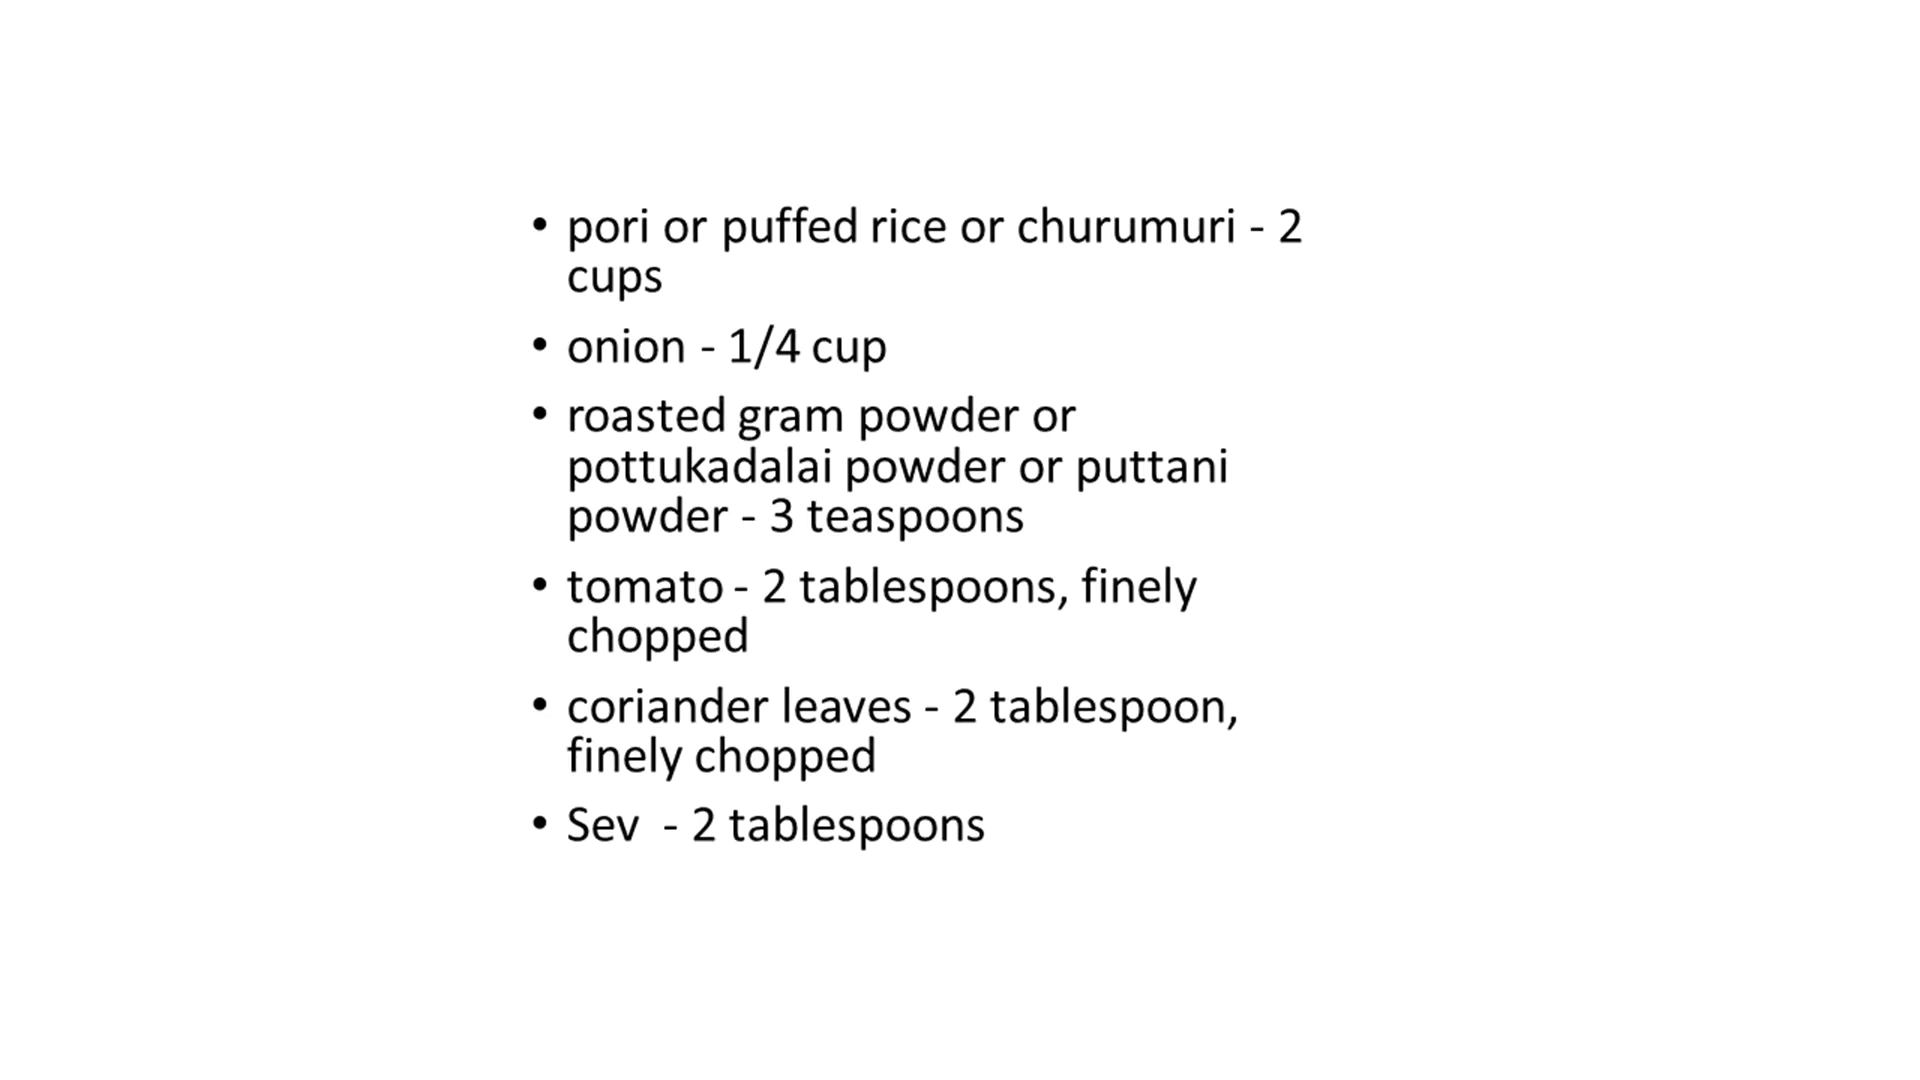 • pori or puffed rice or churumuri - 2
cups
• onion - 1/4 cup
• roasted gram powder or
pottukadalai powder or puttani
powder - 3 teaspoons
• tomato - 2 tablespoons, finely
chopped
• coriander leaves - 2 tablespoon,
finely chopped
• Sev  - 2 tablespoons